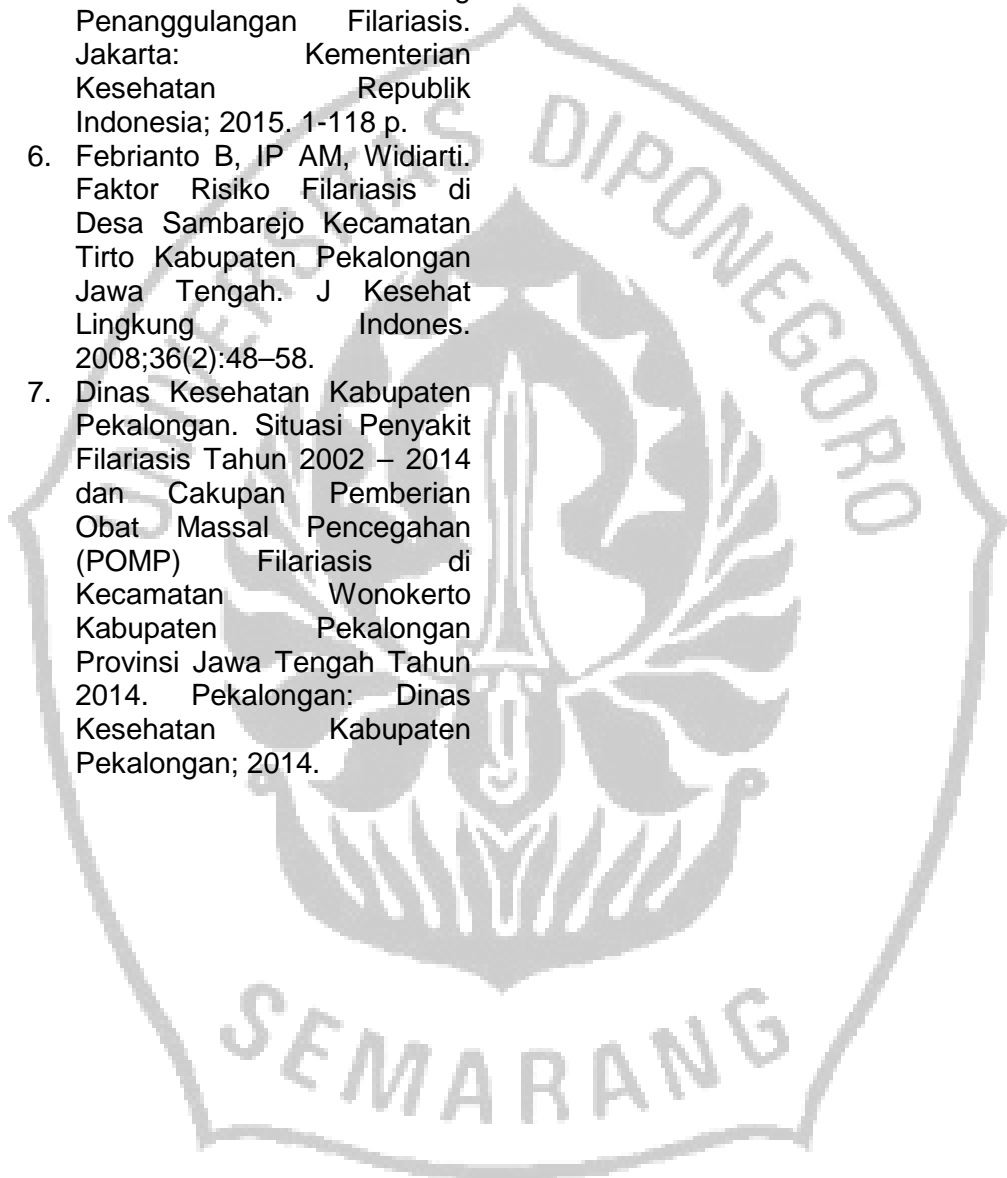 Penanggulangan Filariasis.
Jakarta: Kementerian
Kesehatan Republik
Indonesia; 2015. 1-118 p.
6. Febrianto B, IP AM, Widiarti.
Faktor Risiko Filariasis di
Desa Sambarejo Kecamatan
Tirto Kabupaten Pekalongan
Jawa Tengah. J Kesehat
Lingkung Indones.
2008;36(2):48–58.
7. Dinas Kesehatan Kabupaten
Pekalongan. Situasi Penyakit
Filariasis Tahun 2002 – 2014
dan Cakupan Pemberian
Obat Massal Pencegahan
(POMP) Filariasis di
Kecamatan Wonokerto
Kabupaten Pekalongan
Provinsi Jawa Tengah Tahun
2014. Pekalongan: Dinas
Kesehatan Kabupaten
Pekalongan; 2014.
UNIVERSITAS DIPONEGORO
SEMARANG